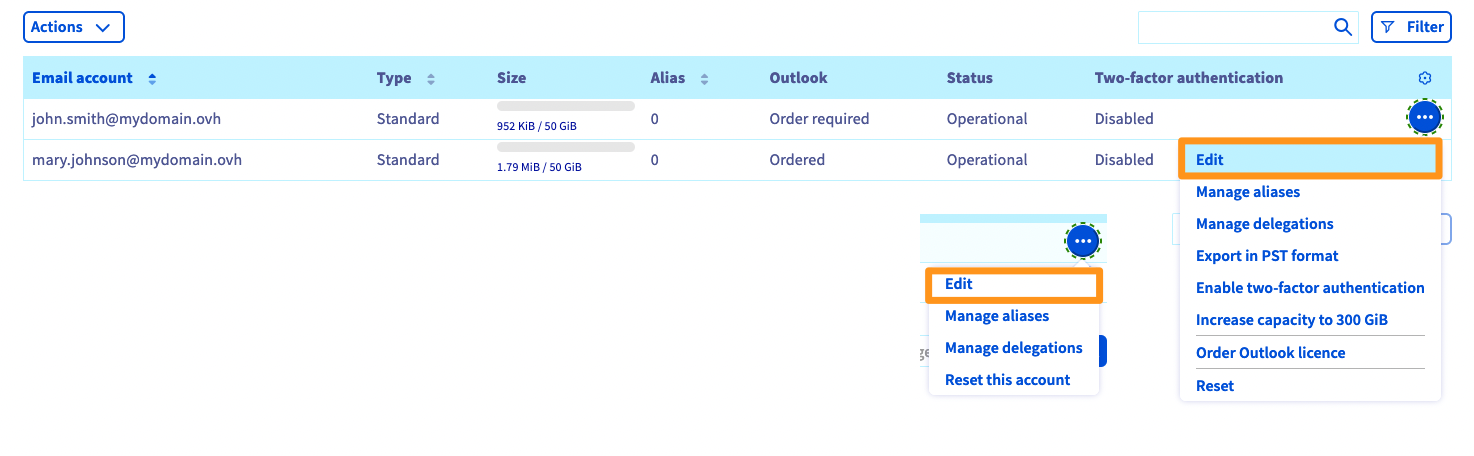 Actions
Filter
Email account Type Size Alias Outlook Status Two-factor authentication
john.smith@mydomain.ovh Standard 952 KiB / 50 GiB 0 Order required Operational Disabled
mary.johnson@mydomain.ovh Standard 1.79 MiB / 50 GiB 0 Ordered Operational Disabled
Edit
Manage aliases
Manage delegations
Export in PST format
Enable two-factor authentication
Increase capacity to 300 GiB
Order Outlook licence
Reset
Edit
Manage aliases
Manage delegations
Reset this account